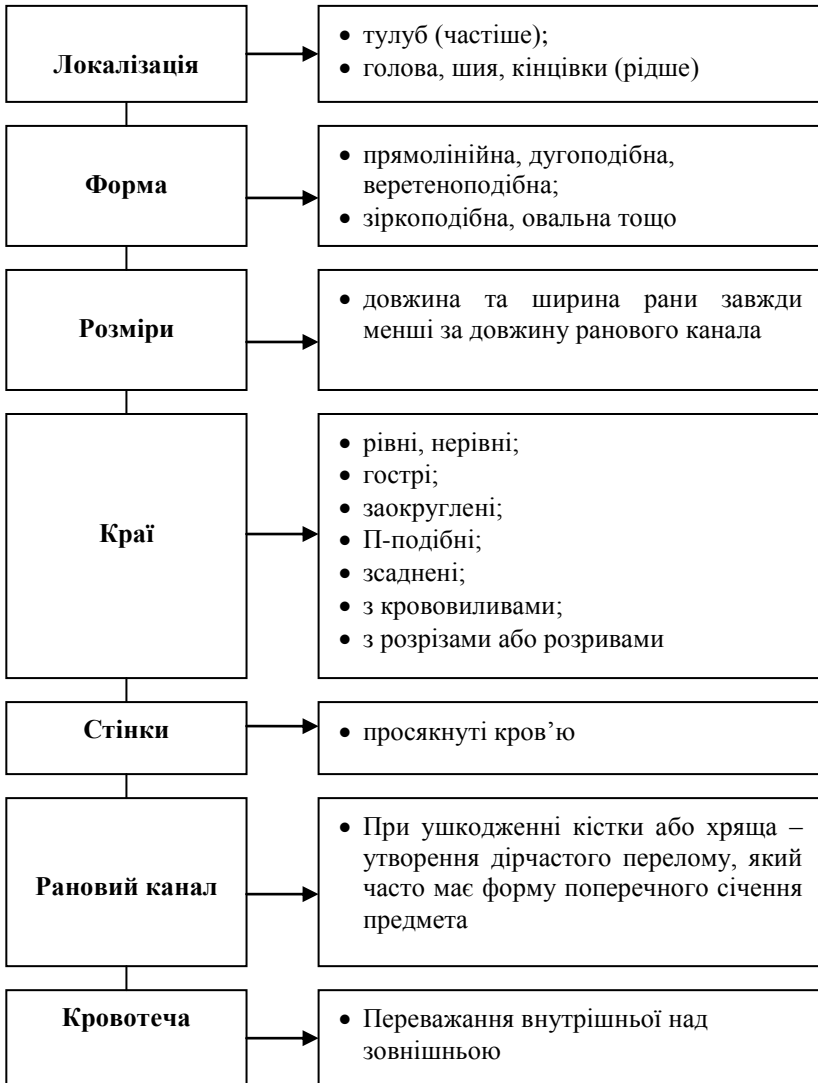 Локалізація
• тулуб (частіше);
• голова, шия, кінцівки (рідше)
Форма
• прямолінійна, дугоподібна,
веретеноподібна;
• зіркоподібна, овальна тощо
Розміри
• довжина та ширина рани завжди
менші за довжину ранового канала
Краї
• рівні, нерівні;
• гострі;
• заокруглені;
• П-подібні;
• зсаднені;
• з крововиливами;
• з розрізами або розривами
Стінки
• просякнуті кров’ю
Рановий канал
• При ушкодженні кістки або хряща –
утворення дірчастого перелому, який
часто має форму поперечного січення
предмета
Кровотеча
• Переважання внутрішньої над
зовнішньою